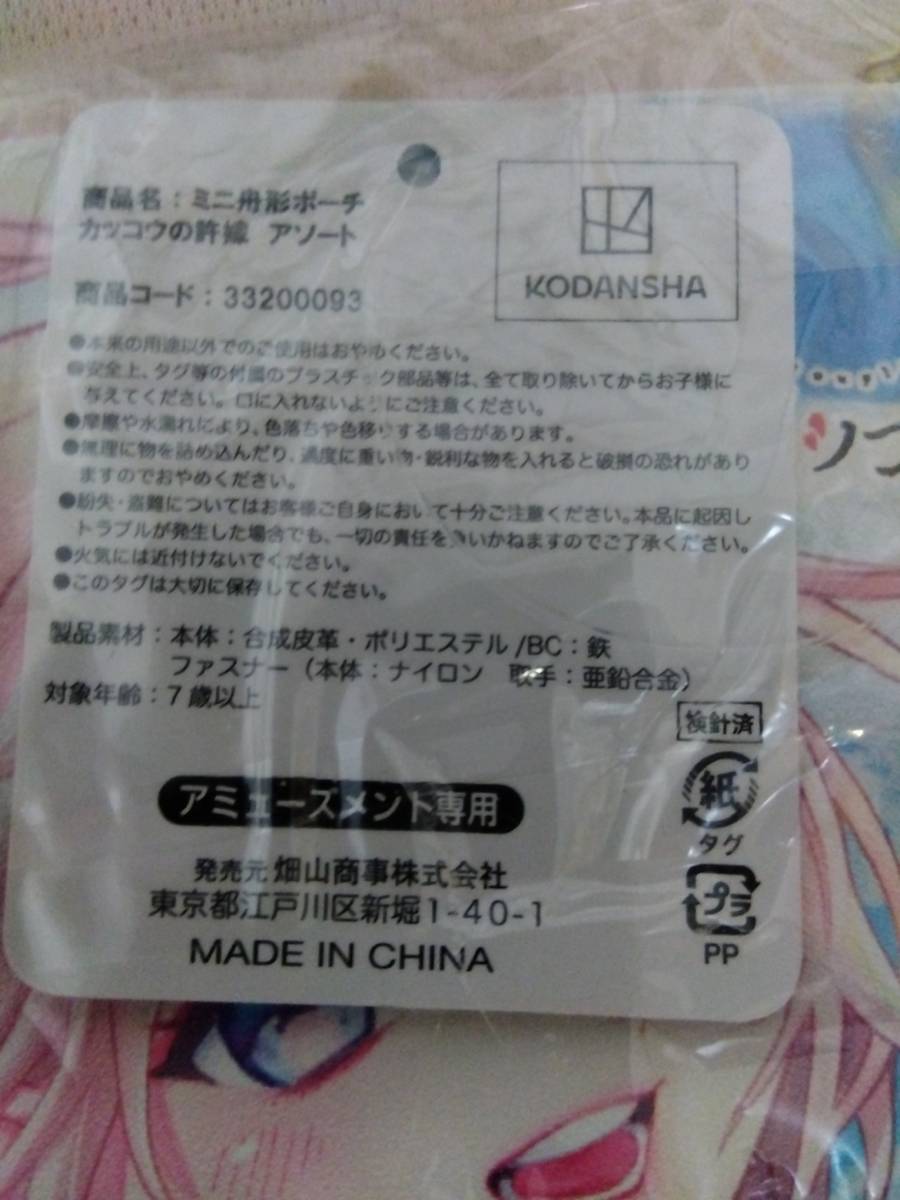 商品名：ミニ舟形ポーチ
カッコウの許嫁 アソート
商品コード：33200093
KODANSHA
●本来の用途以外でのご使用はおやめください。
●安全上、タグ等の付属のプラスチック部品等は、全て取り除いてからお子様に
与えてください。口に入れないようにご注意ください。
●摩擦や水濡れにより、色落ちや色移りする場合があります。
●無理に物を詰め込んだり、過度に重い物・鋭利な物を入れると破損の恐れがあり
ますのでおやめください。
●紛失・盗難についてはお客様ご自身において十分ご注意ください。本品に起因し
トラブルが発生した場合でも、一切の責任を負いかねますのでご了承ください。
●火気には近付けないでください。
●このタグは大切に保存してください。
製品素材：本体：合成皮革・ポリエステル/BC：鉄
ファスナー（本体：ナイロン 取手：亜鉛合金）
対象年齢：7歳以上
検針済
紙
タグ
プラ
PP
アミューズメント専用
発売元 畑山商事株式会社
東京都江戸川区新堀1-40-1
MADE IN CHINA